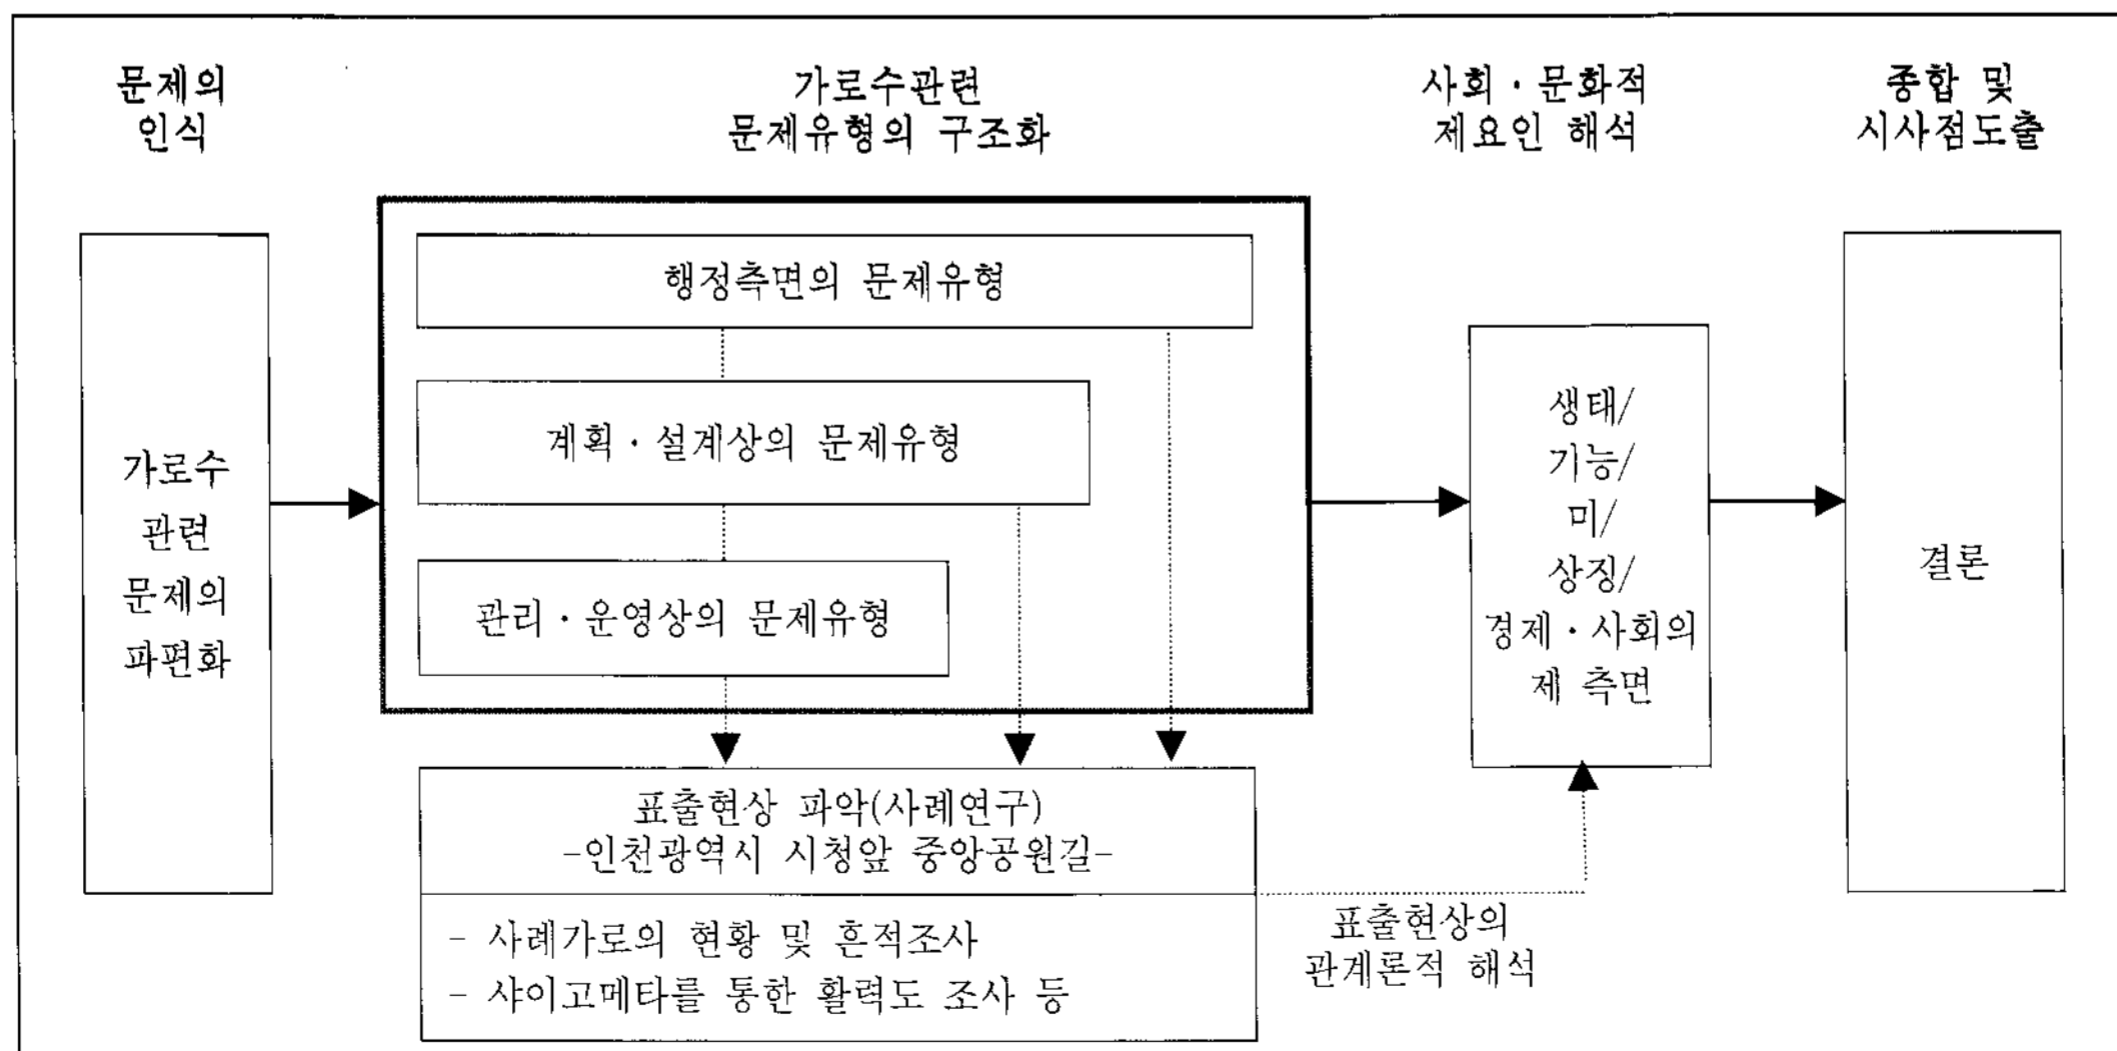 문제의
인식
가로수관련
문제유형의 구조화
사회·문화적
제요인 해석
종합 및
시사점도출
가로수
관련
문제의
파편화
행정측면의 문제유형
계획·설계상의 문제유형
관리·운영상의 문제유형
표출현상 파악(사례연구)
-인천광역시 시청앞 중앙공원길-
- 사례가로의 현황 및 흔적조사
- 샤이고메타를 통한 활력도 조사 등
표출현상의
관계론적 해석
생태/
기능/
미/
상징/
경제·사회의
제 측면
결론